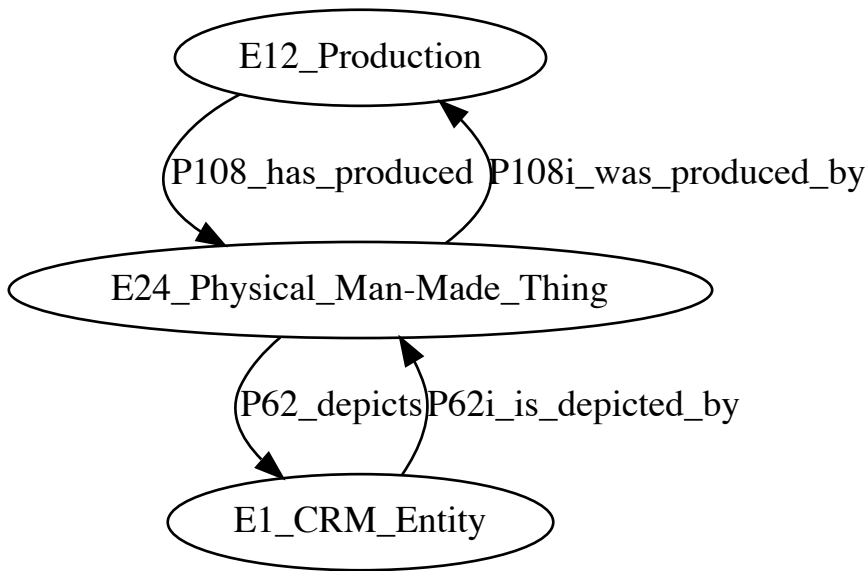 E12_Production
P108_has_produced
P108i_was_produced_by
E24_Physical_Man-Made_Thing
P62_depicts
P62i_is_depicted_by
E1_CRM_Entity